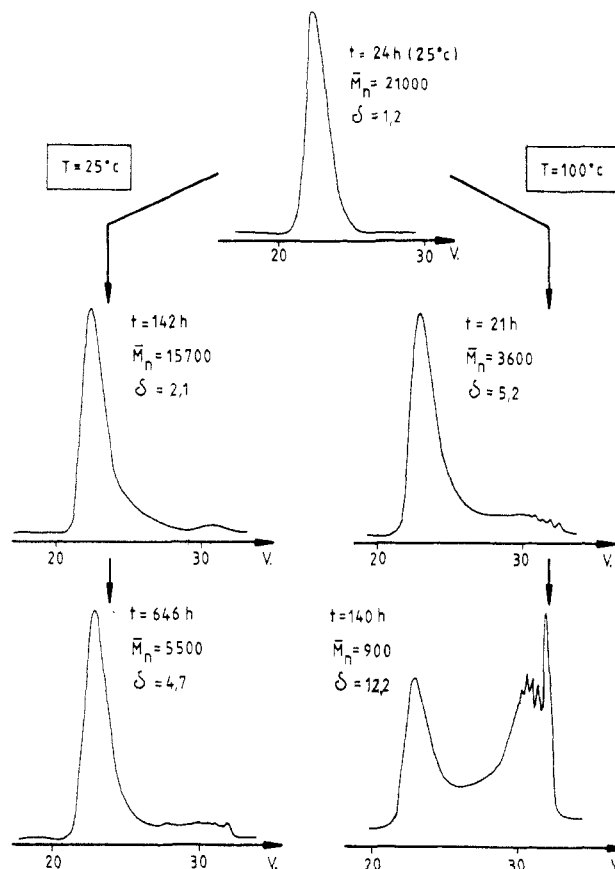 t = 24h (25°c)
M̄n = 21000
δ = 1,2
T = 25°c
T = 100°c
20 30 V.
t = 142 h
M̄n = 15700
δ = 2,1
t = 21 h
M̄n = 3600
δ = 5,2
20 30 V.
20 30 V.
t = 646 h
M̄n = 5500
δ = 4,7
t = 140 h
M̄n = 900
δ = 12,2
20 30 V.
20 30 V.